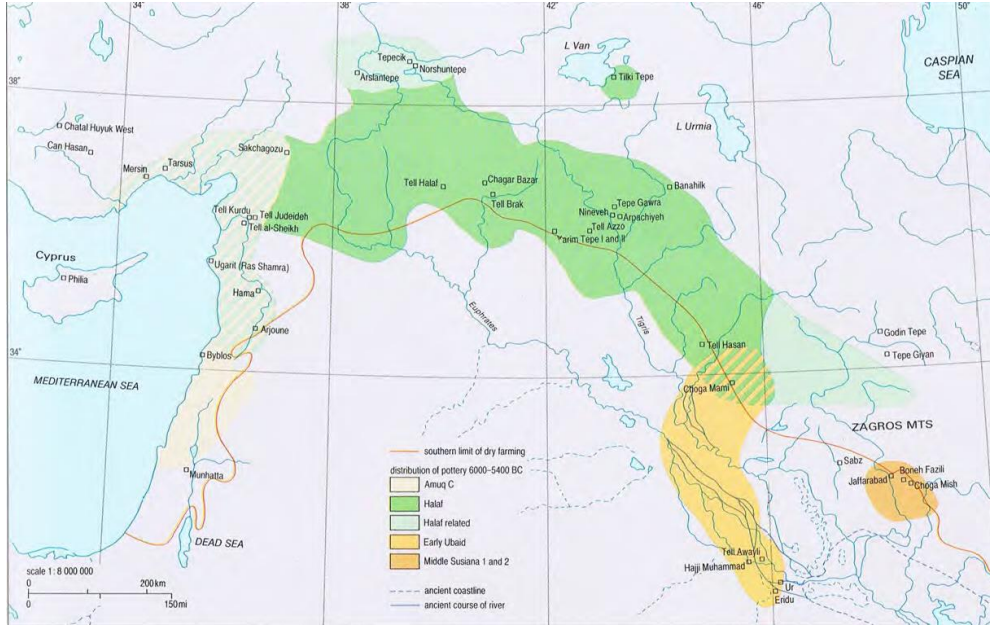 34°
38°
42°
46°
50°
L Van
CASPIAN
SEA
Tepecik
Norshuntepe
Arslantepe
Tilki Tepe
38°
L Urmia
Chatal Huyuk West
Can Hasan
Mersin
Tarsus
Sakchagozu
Tell Halaf
Chagar Bazar
Tell Brak
Banahilk
Tepe Gawra
Nineveh
Arpachiyeh
Tell Azzo
Yarim Tepe I and II
Tell Kurdu
Tell Judeideh
Tell al-Sheikh
Cyprus
Philia
Ugarit (Ras Shamra)
Hama
Euphrates
Tigris
Arjoune
Godin Tepe
Tepe Giyan
34°
Byblos
Tell Hasan
MEDITERRANEAN SEA
Choga Mami
ZAGROS MTS
Munhatta
Sabz
Boneh Fazili
Jaffarabad
Choga Mish
DEAD SEA
Tell Awayli
Hajji Muhammad
Ur
Eridu
southern limit of dry farming
distribution of pottery 6000–5400 BC
Amuq C
Halaf
Halaf related
Early Ubaid
Middle Susiana 1 and 2
ancient coastline
ancient course of river
scale 1: 8 000 000
0 200 km
0 150 mi